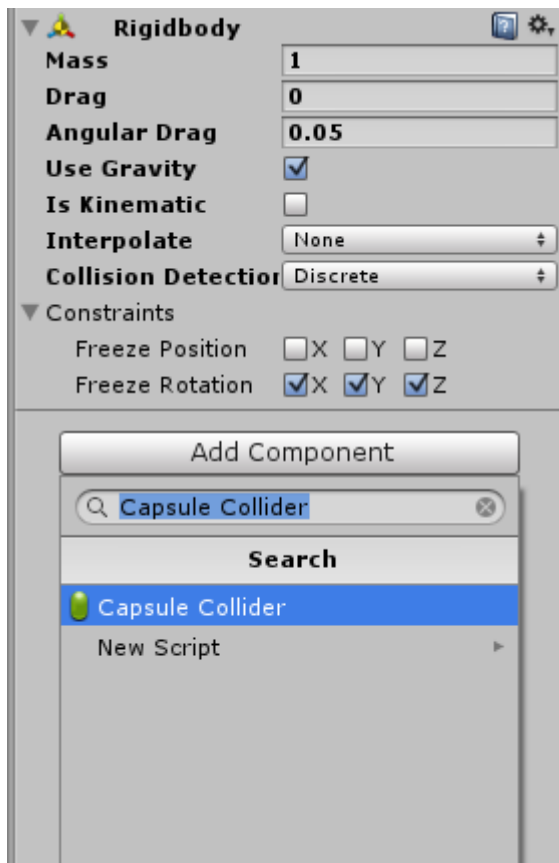 Rigidbody
Mass 1
Drag 0
Angular Drag 0.05
Use Gravity
Is Kinematic
Interpolate None
Collision Detection Discrete
Constraints
Freeze Position X Y Z
Freeze Rotation X Y Z
Add Component
Capsule Collider
Search
Capsule Collider
New Script